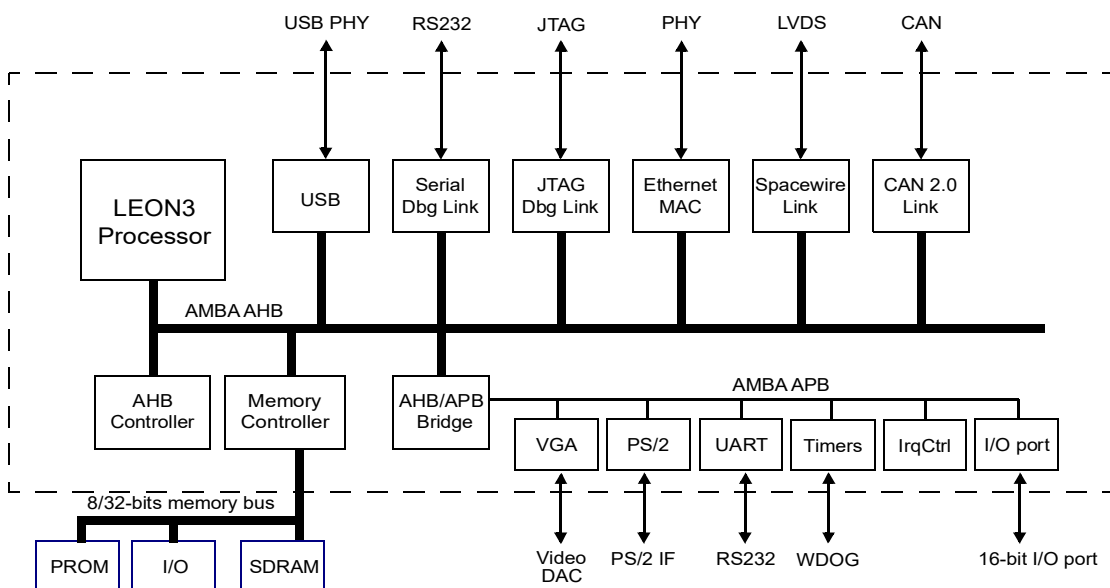 USB PHY
RS232
JTAG
PHY
LVDS
CAN
LEON3
Processor
USB
Serial
Dbg Link
JTAG
Dbg Link
Ethernet
MAC
Spacewire
Link
CAN 2.0
Link
AMBA AHB
AHB
Controller
Memory
Controller
AHB/APB
Bridge
AMBA APB
VGA
PS/2
UART
Timers
IrqCtrl
I/O port
8/32-bits memory bus
PROM
I/O
SDRAM
Video
DAC
PS/2 IF
RS232
WDOG
16-bit I/O port